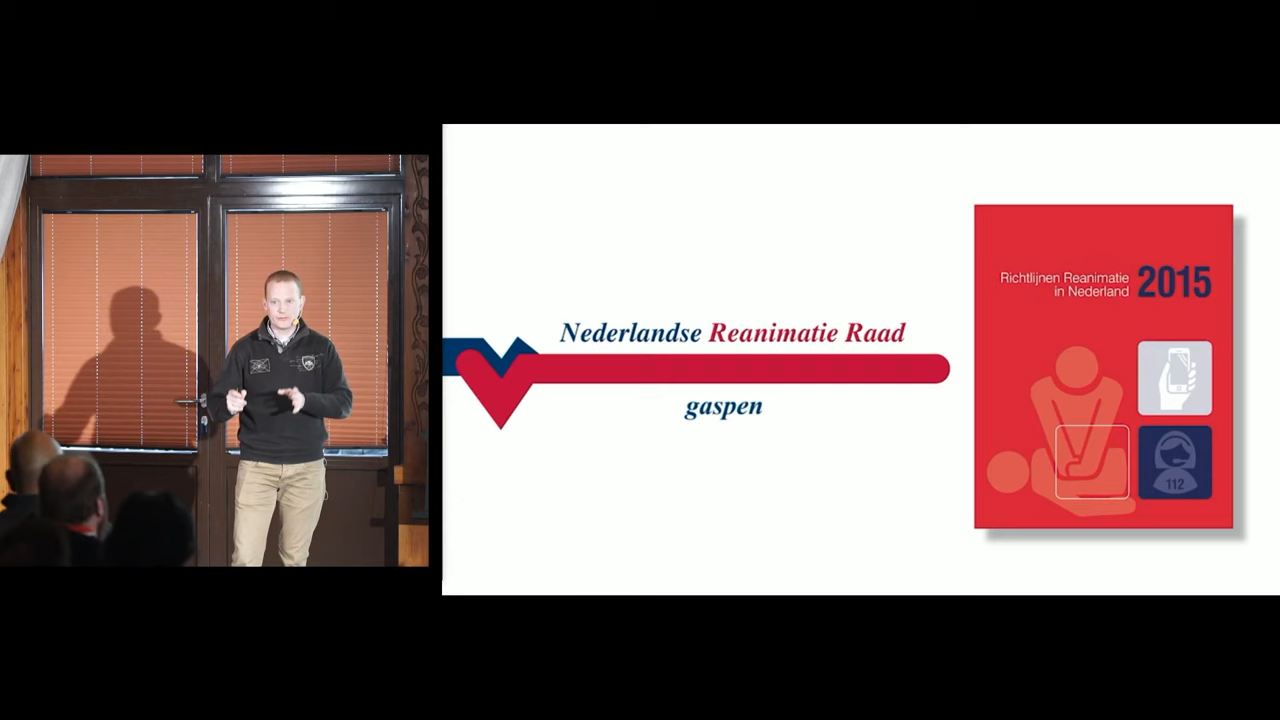 Nederlandse Reanimatie Raad
gaspen
Richtlijnen Reanimatie
in Nederland
2015
112